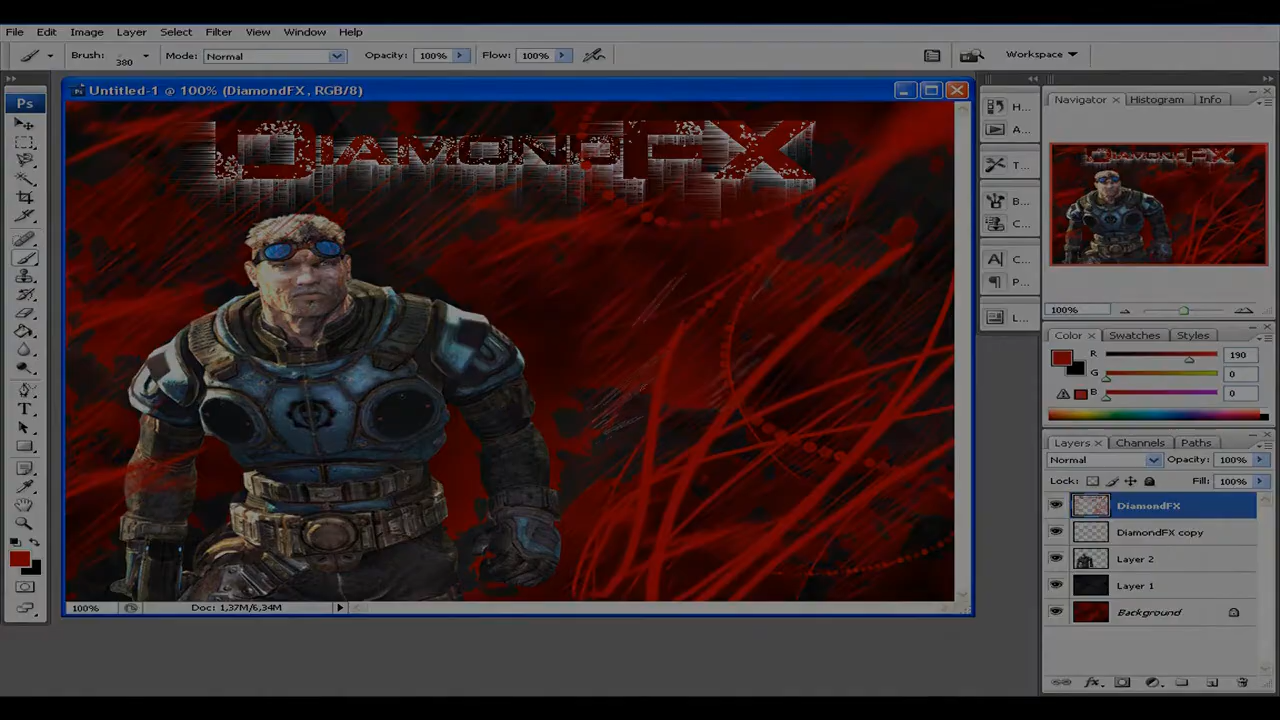 File Edit Image Layer Select Filter View Window Help
Brush: 380 Mode: Normal Opacity: 100% Flow: 100% Workspace
Ps
Untitled-1 @ 100% (DiamondFX, RGB/8)
DiamondFX
H...
A...
T...
B...
C...
C...
P...
L...
Navigator Histogram Info
DiamondFX
100%
Color Swatches Styles
R 190
G 0
B 0
Layers Channels Paths
Normal Opacity: 100%
Lock: Fill: 100%
DiamondFX
DiamondFX copy
Layer 2
Layer 1
Background
100% Doc: 1,37M/6,34M